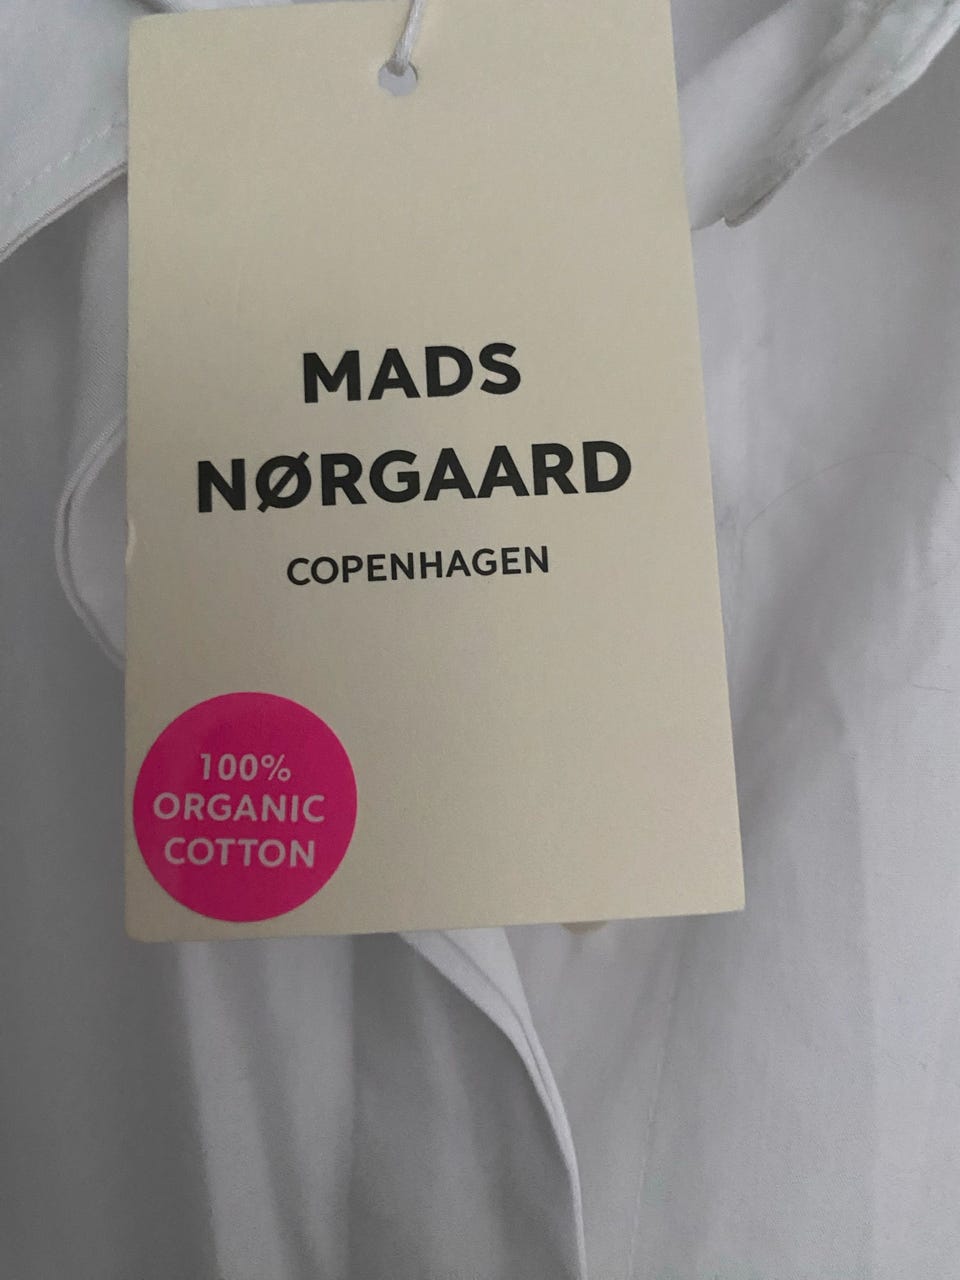 MADS
NØRGAARD
COPENHAGEN
100%
ORGANIC
COTTON